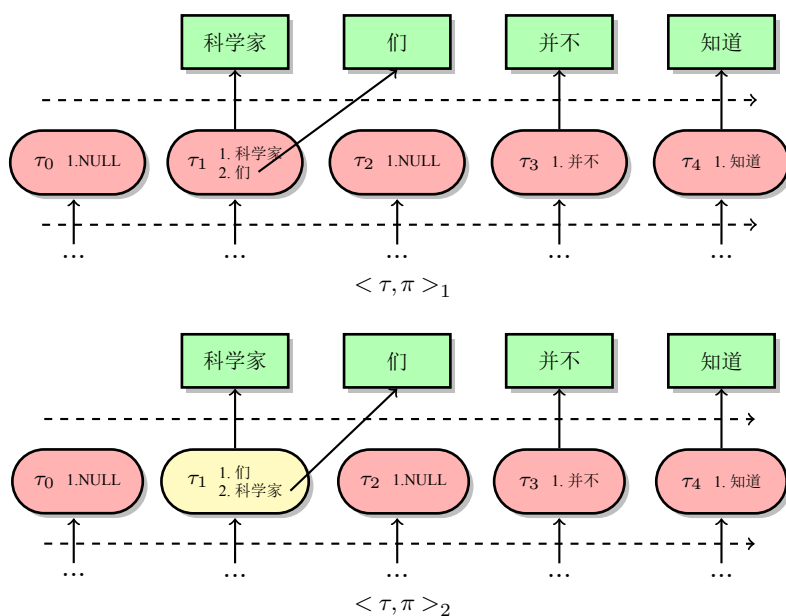 科学家 们 并不 知道
τ0 1.NULL τ1 1. 科学家 2. 们 τ2 1.NULL τ3 1. 并不 τ4 1. 知道
... ... ... ... ...
< τ, π >1
科学家 们 并不 知道
τ0 1.NULL τ1 1. 们 2. 科学家 τ2 1.NULL τ3 1. 并不 τ4 1. 知道
... ... ... ... ...
< τ, π >2